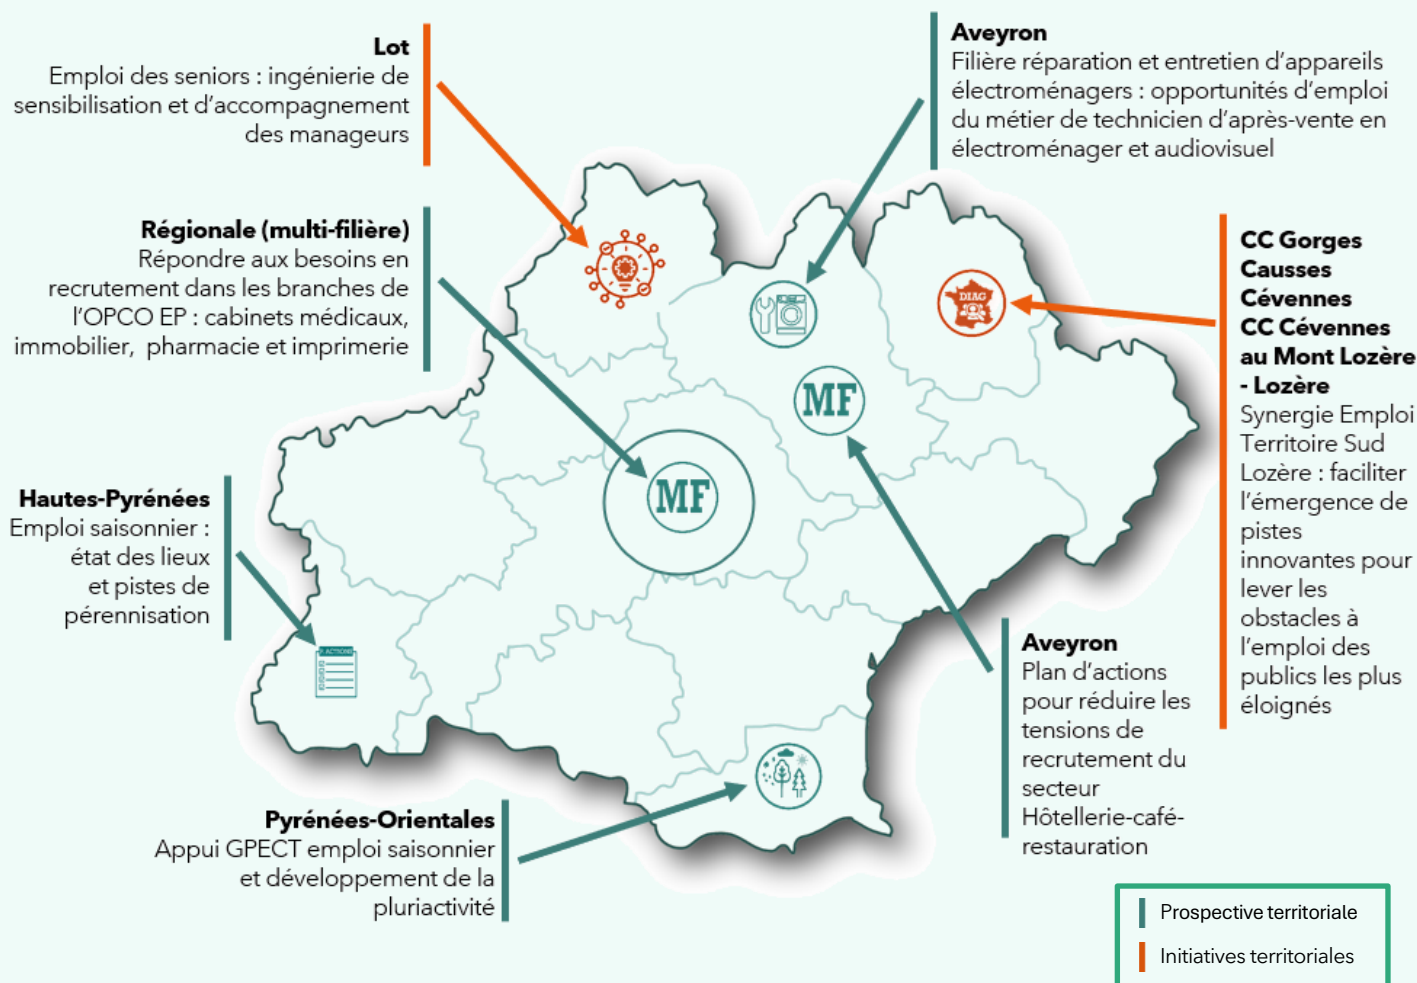 Lot
Emploi des seniors : ingénierie de
sensibilisation et d’accompagnement
des manageurs
Aveyron
Filière réparation et entretien d’appareils
électroménagers : opportunités d’emploi
du métier de technicien d’après-vente en
électroménager et audiovisuel
Régionale (multi-filière)
Répondre aux besoins en
recrutement dans les branches de
l’OPCO EP : cabinets médicaux,
immobilier, pharmacie et imprimerie
CC Gorges
Causses
Cévennes
CC Cévennes
au Mont Lozère
- Lozère
Synergie Emploi
Territoire Sud
Lozère : faciliter
l’émergence de
pistes
innovantes pour
lever les
obstacles à
l’emploi des
publics les plus
éloignés
DIAG
MF
MF
Hautes-Pyrénées
Emploi saisonnier :
état des lieux
et pistes de
pérennisation
ACTIONS
Aveyron
Plan d’actions
pour réduire les
tensions de
recrutement du
secteur
Hôtellerie-café-
restauration
Pyrénées-Orientales
Appui GPECT emploi saisonnier
et développement de la
pluriactivité
Prospective territoriale
Initiatives territoriales